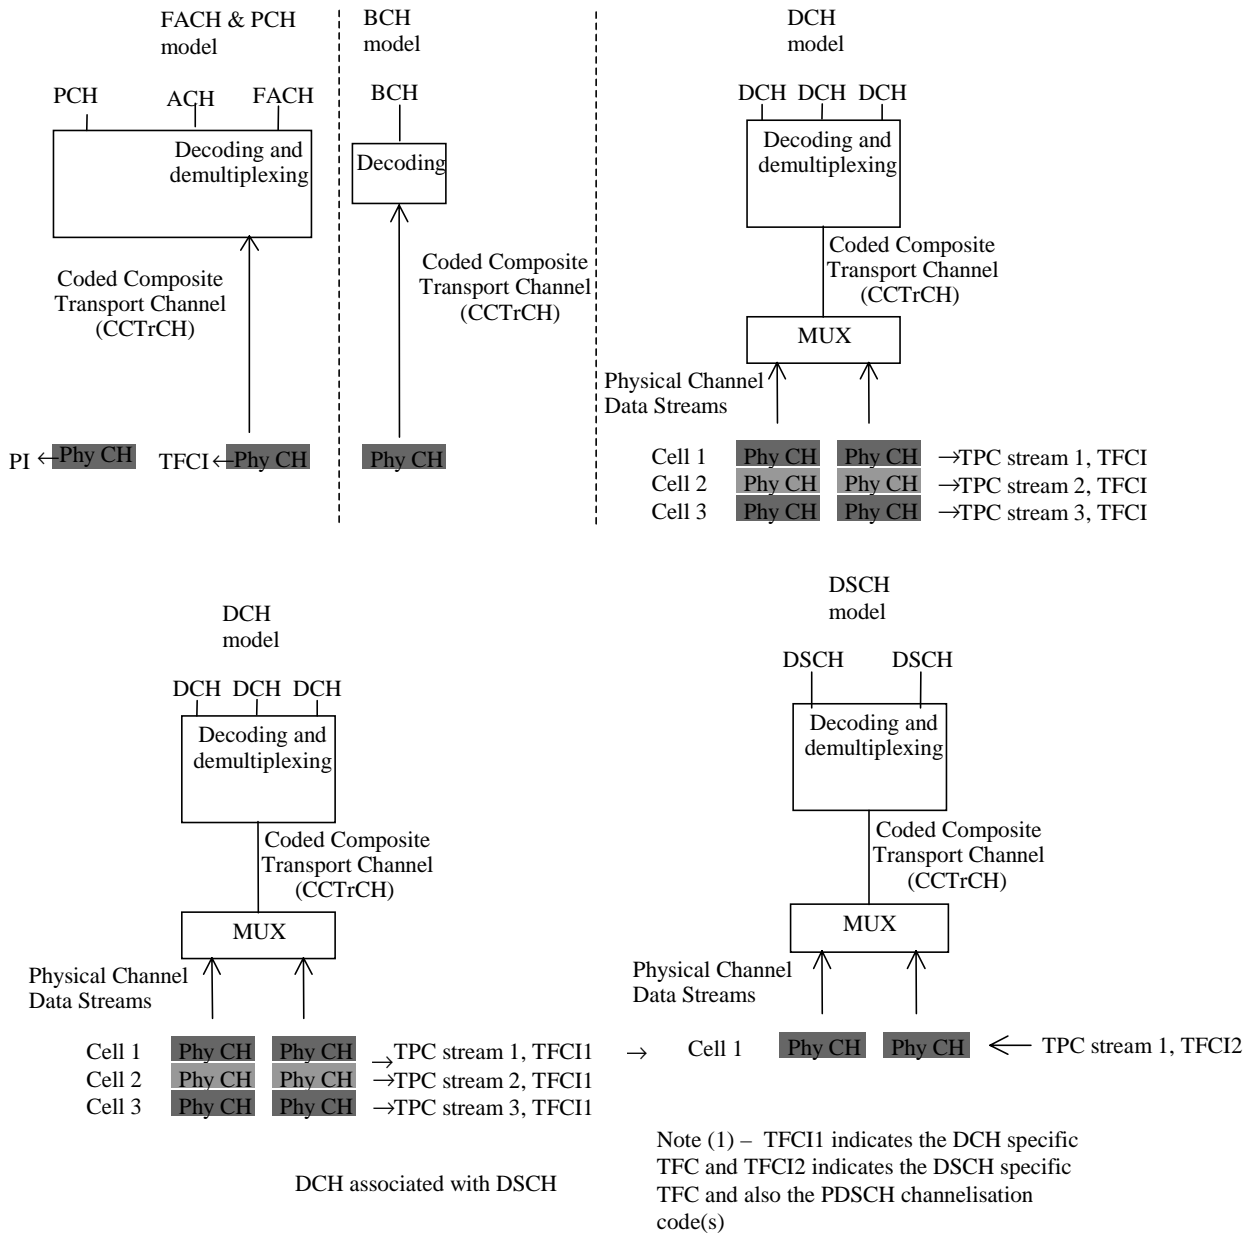 FACH & PCH
model
PCH
ACH
FACH
Decoding and
demultiplexing
Coded Composite
Transport Channel
(CCTrCH)
PI ← Phy CH
TFCI ← Phy CH
BCH
model
BCH
Decoding
Coded Composite
Transport Channel
(CCTrCH)
Phy CH
DCH
model
DCH DCH DCH
Decoding and
demultiplexing
Coded Composite
Transport Channel
(CCTrCH)
MUX
Physical Channel
Data Streams
Cell 1 Phy CH Phy CH →TPC stream 1, TFCI
Cell 2 Phy CH Phy CH →TPC stream 2, TFCI
Cell 3 Phy CH Phy CH →TPC stream 3, TFCI
DCH
model
DCH DCH DCH
Decoding and
demultiplexing
Coded Composite
Transport Channel
(CCTrCH)
MUX
Physical Channel
Data Streams
Cell 1 Phy CH Phy CH →TPC stream 1, TFCI1 →
Cell 2 Phy CH Phy CH →TPC stream 2, TFCI1
Cell 3 Phy CH Phy CH →TPC stream 3, TFCI1
DCH associated with DSCH
DSCH
model
DSCH DSCH
Decoding and
demultiplexing
Coded Composite
Transport Channel
(CCTrCH)
MUX
Physical Channel
Data Streams
Cell 1 Phy CH Phy CH ← TPC stream 1, TFCI2
Note (1) – TFCI1 indicates the DCH specific
TFC and TFCI2 indicates the DSCH specific
TFC and also the PDSCH channelisation
code(s)